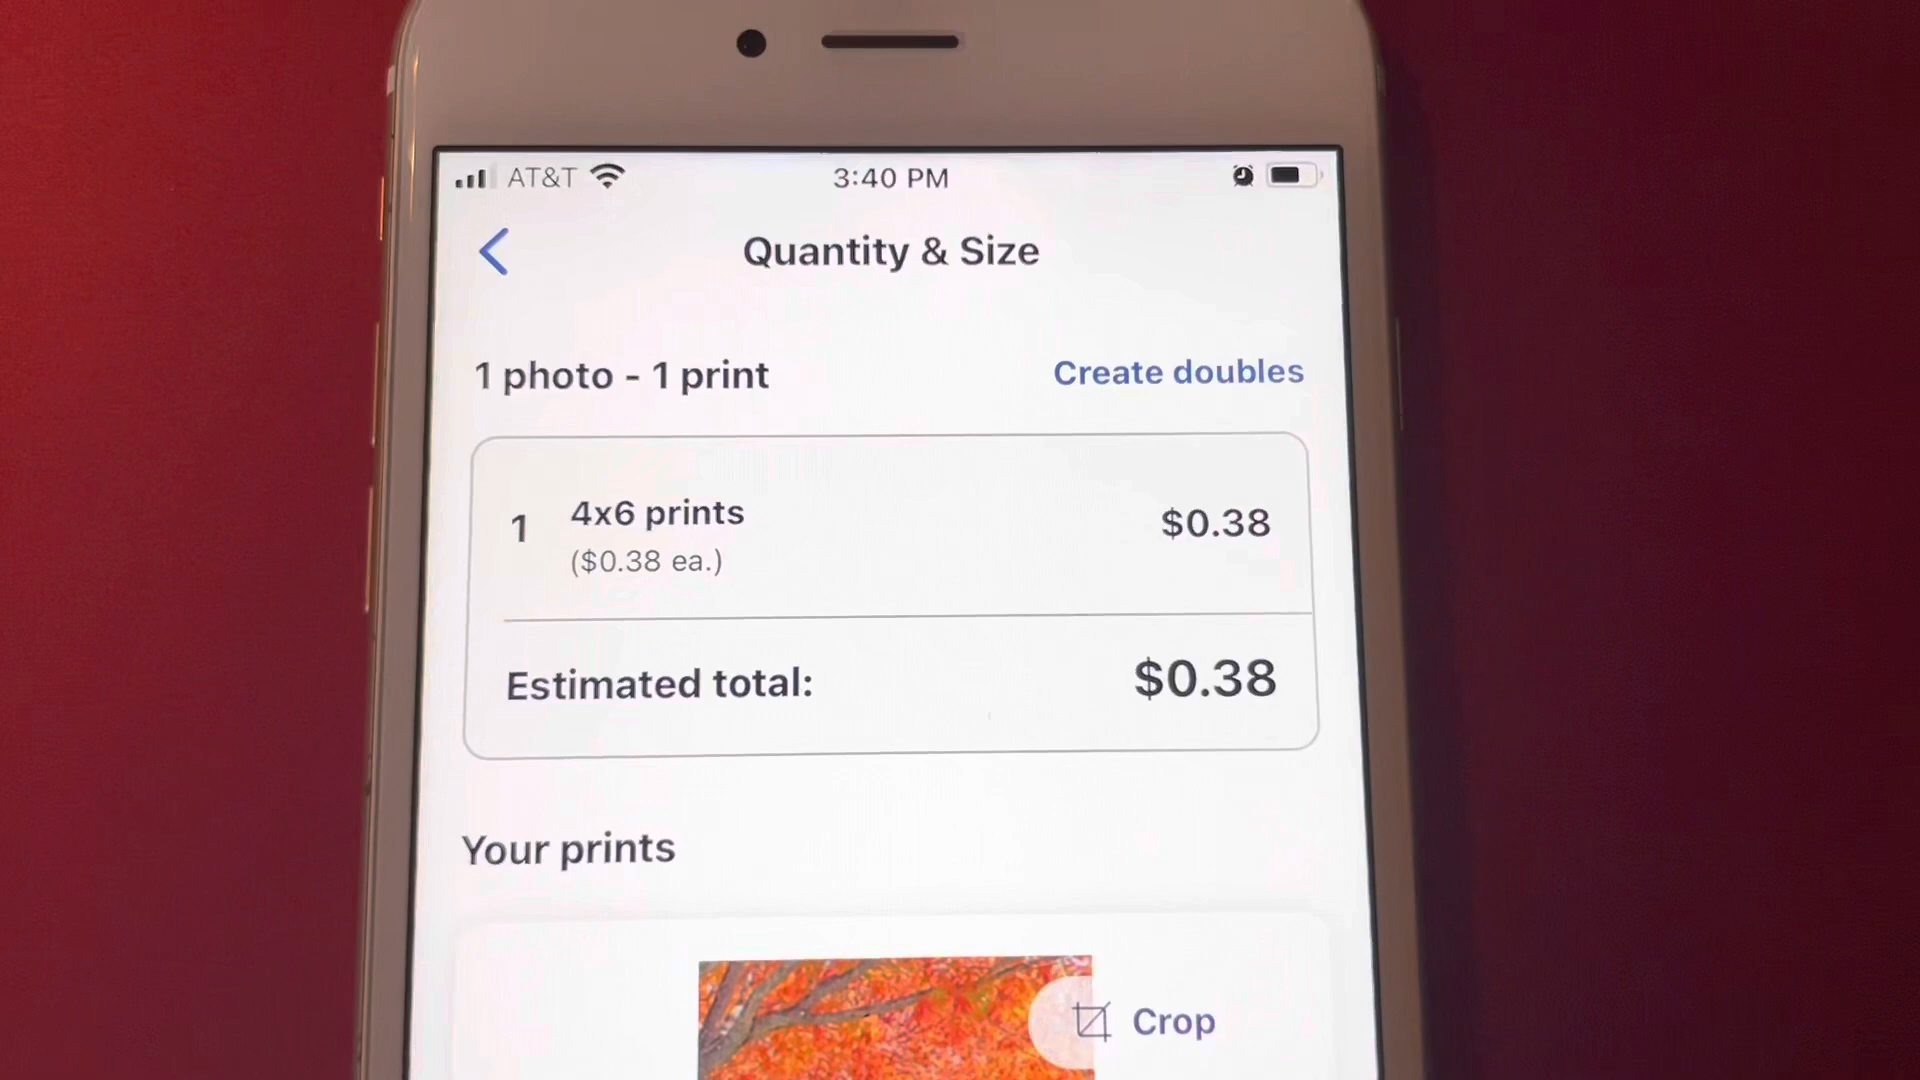 AT&T
3:40 PM
Quantity & Size
1 photo - 1 print
Create doubles
1
4x6 prints
$0.38
($0.38 ea.)
Estimated total:
$0.38
Your prints
Crop